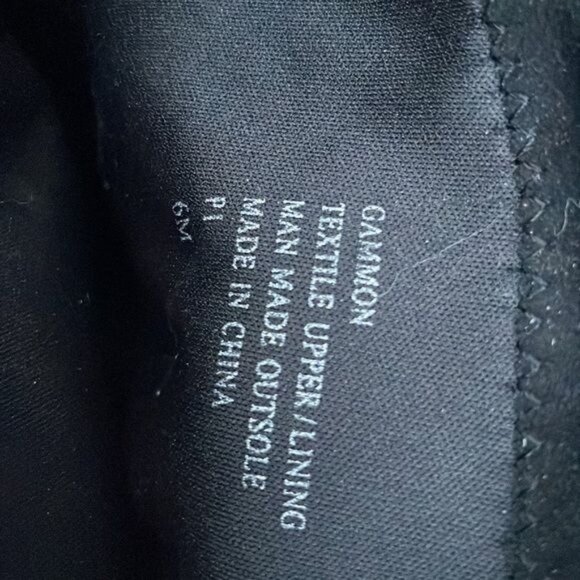 GAMMON
TEXTILE UPPER/LINING
MAN MADE OUTSOLE
MADE IN CHINA
P1
6M